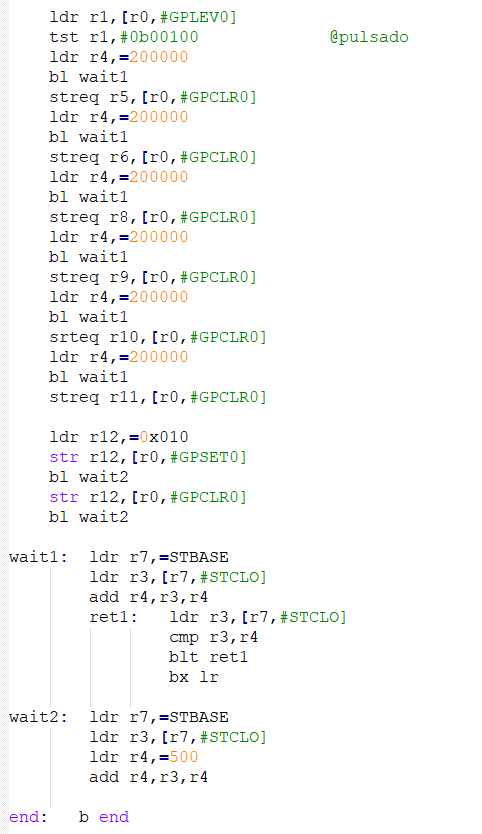 ldr r1,[r0,#GPLEV0]
tst r1,#0b00100 @pulsado
ldr r4,=200000
bl wait1
streq r5,[r0,#GPCLR0]
ldr r4,=200000
bl wait1
streq r6,[r0,#GPCLR0]
ldr r4,=200000
bl wait1
streq r8,[r0,#GPCLR0]
ldr r4,=200000
bl wait1
streq r9,[r0,#GPCLR0]
ldr r4,=200000
bl wait1
srteq r10,[r0,#GPCLR0]
ldr r4,=200000
bl wait1
streq r11,[r0,#GPCLR0]
ldr r12,=0x010
str r12,[r0,#GPSET0]
bl wait2
str r12,[r0,#GPCLR0]
bl wait2
wait1: ldr r7,=STBASE
ldr r3,[r7,#STCLO]
add r4,r3,r4
ret1: ldr r3,[r7,#STCLO]
cmp r3,r4
blt ret1
bx lr
wait2: ldr r7,=STBASE
ldr r3,[r7,#STCLO]
ldr r4,=500
add r4,r3,r4
end: b end